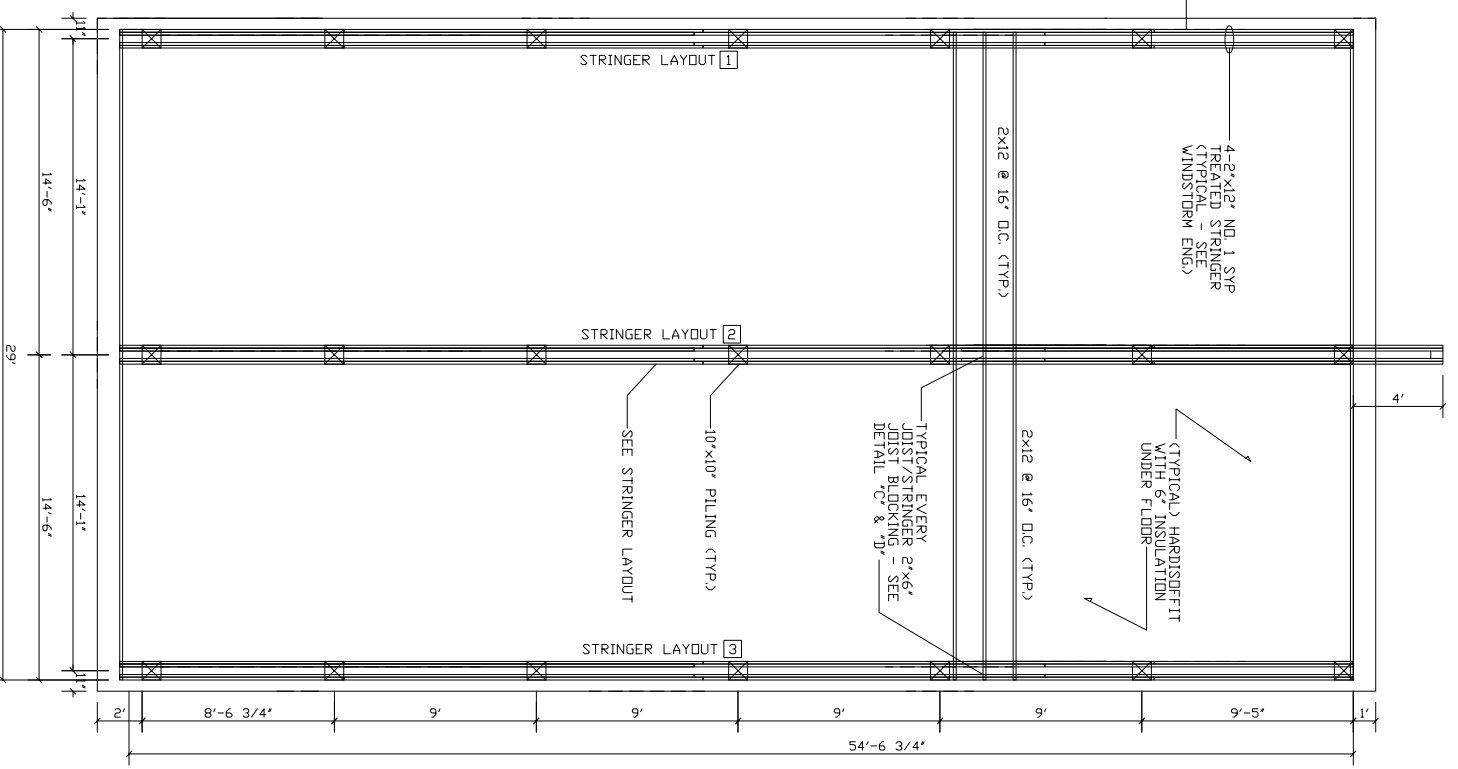 11"
STRINGER LAYOUT 1
14'-6"
14'-1"
2x12 @ 16" O.C. (TYP.)
4-2"x12" NO. 1 SYP
TREATED STRINGER
(TYPICAL - SEE
WINDSTORM ENG.)
STRINGER LAYOUT 2
29'
4'
14'-6"
14'-1"
SEE STRINGER LAYOUT
10"x10" PILING (TYP.)
TYPICAL EVERY
JOIST/STRINGER 2"x6"
JOIST BLOCKING - SEE
DETAIL "C" & "D"
2x12 @ 16" O.C. (TYP.)
(TYPICAL) HARDISOFFIT
WITH 6" INSULATION
UNDER FLOOR
STRINGER LAYOUT 3
11"
2'
8'-6 3/4"
9'
9'
9'
9'
9'-5"
1'
54'-6 3/4"